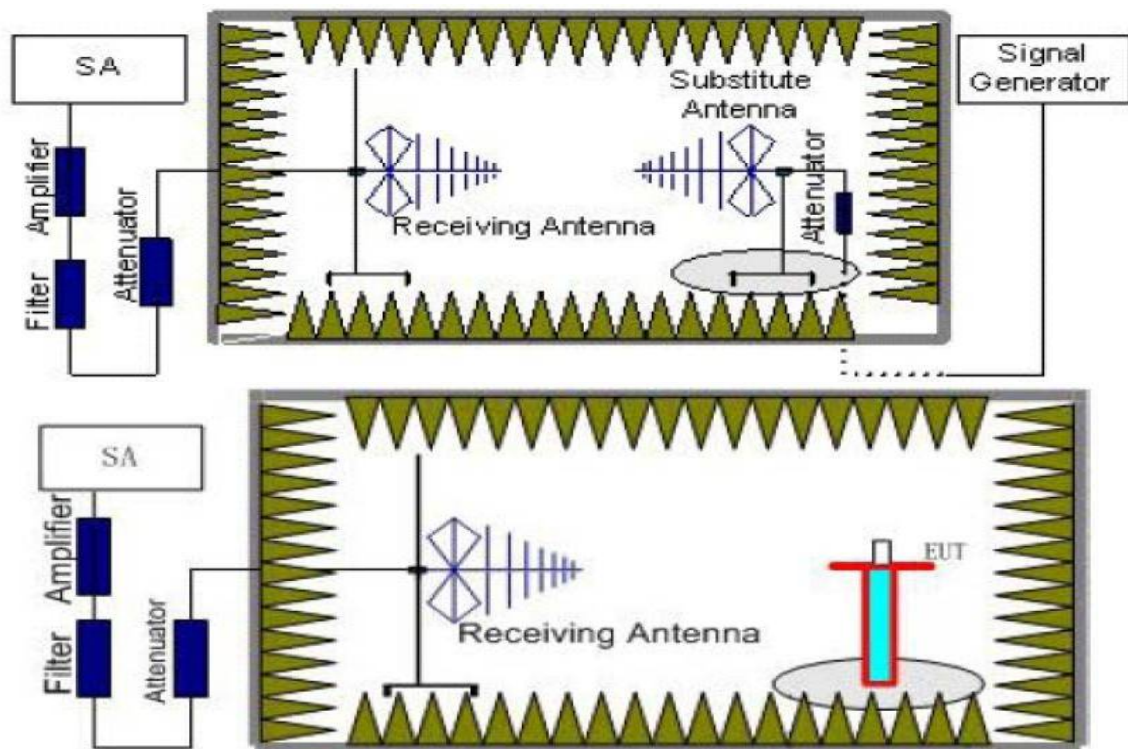 SA
Amplifier
Filter
Attenuator
Receiving Antenna
Substitute
Antenna
Attenuator
Signal
Generator
SA
Amplifier
Filter
Attenuator
Receiving Antenna
EUT